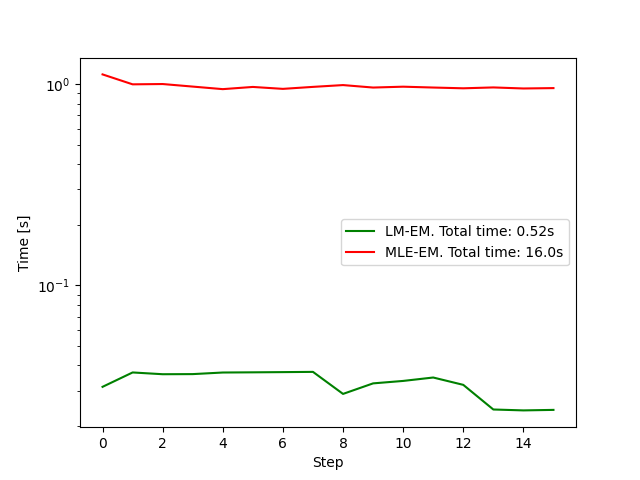 10^0
10^-1
Time [s]
LM-EM. Total time: 0.52s
MLE-EM. Total time: 16.0s
0 2 4 6 8 10 12 14
Step